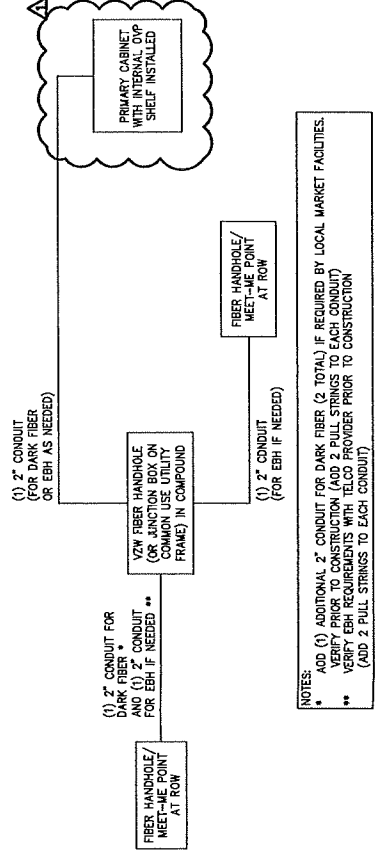 (1) 2" CONDUIT
(FOR DARK FIBER
OR EBH AS NEEDED)
1
PRIMARY CABINET
WITH INTERNAL OVP
SHELF INSTALLED
(1) 2" CONDUIT FOR
DARK FIBER *
AND (1) 2" CONDUIT
FOR EBH IF NEEDED **
VZW FIBER HANDHOLE
(OR JUNCTION BOX ON
COMMON USE UTILITY
FRAME) IN COMPOUND
FIBER HANDHOLE/
MEET-ME POINT
AT ROW
FIBER HANDHOLE/
MEET-ME POINT
AT ROW
(1) 2" CONDUIT
(FOR EBH IF NEEDED)
NOTES:
* ADD (1) ADDITIONAL 2" CONDUIT FOR DARK FIBER (2 TOTAL) IF REQUIRED BY LOCAL MARKET FACILITIES.
VERIFY PRIOR TO CONSTRUCTION (ADD 2 PULL STRINGS TO EACH CONDUIT)
** VERIFY EBH REQUIREMENTS WITH TELCO PROVIDER PRIOR TO CONSTRUCTION
(ADD 2 PULL STRINGS TO EACH CONDUIT)